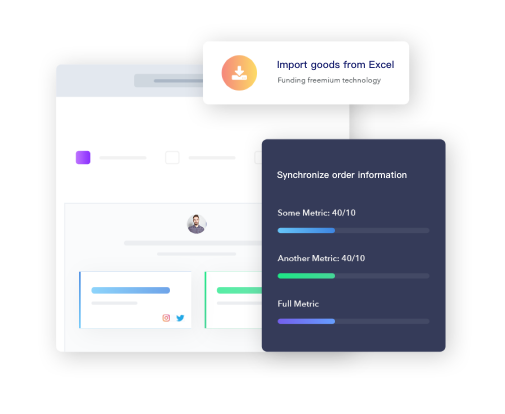 Import goods from Excel
Funding freemium technology
Synchronize order information
Some Metric: 40/10
Another Metric: 40/10
Full Metric